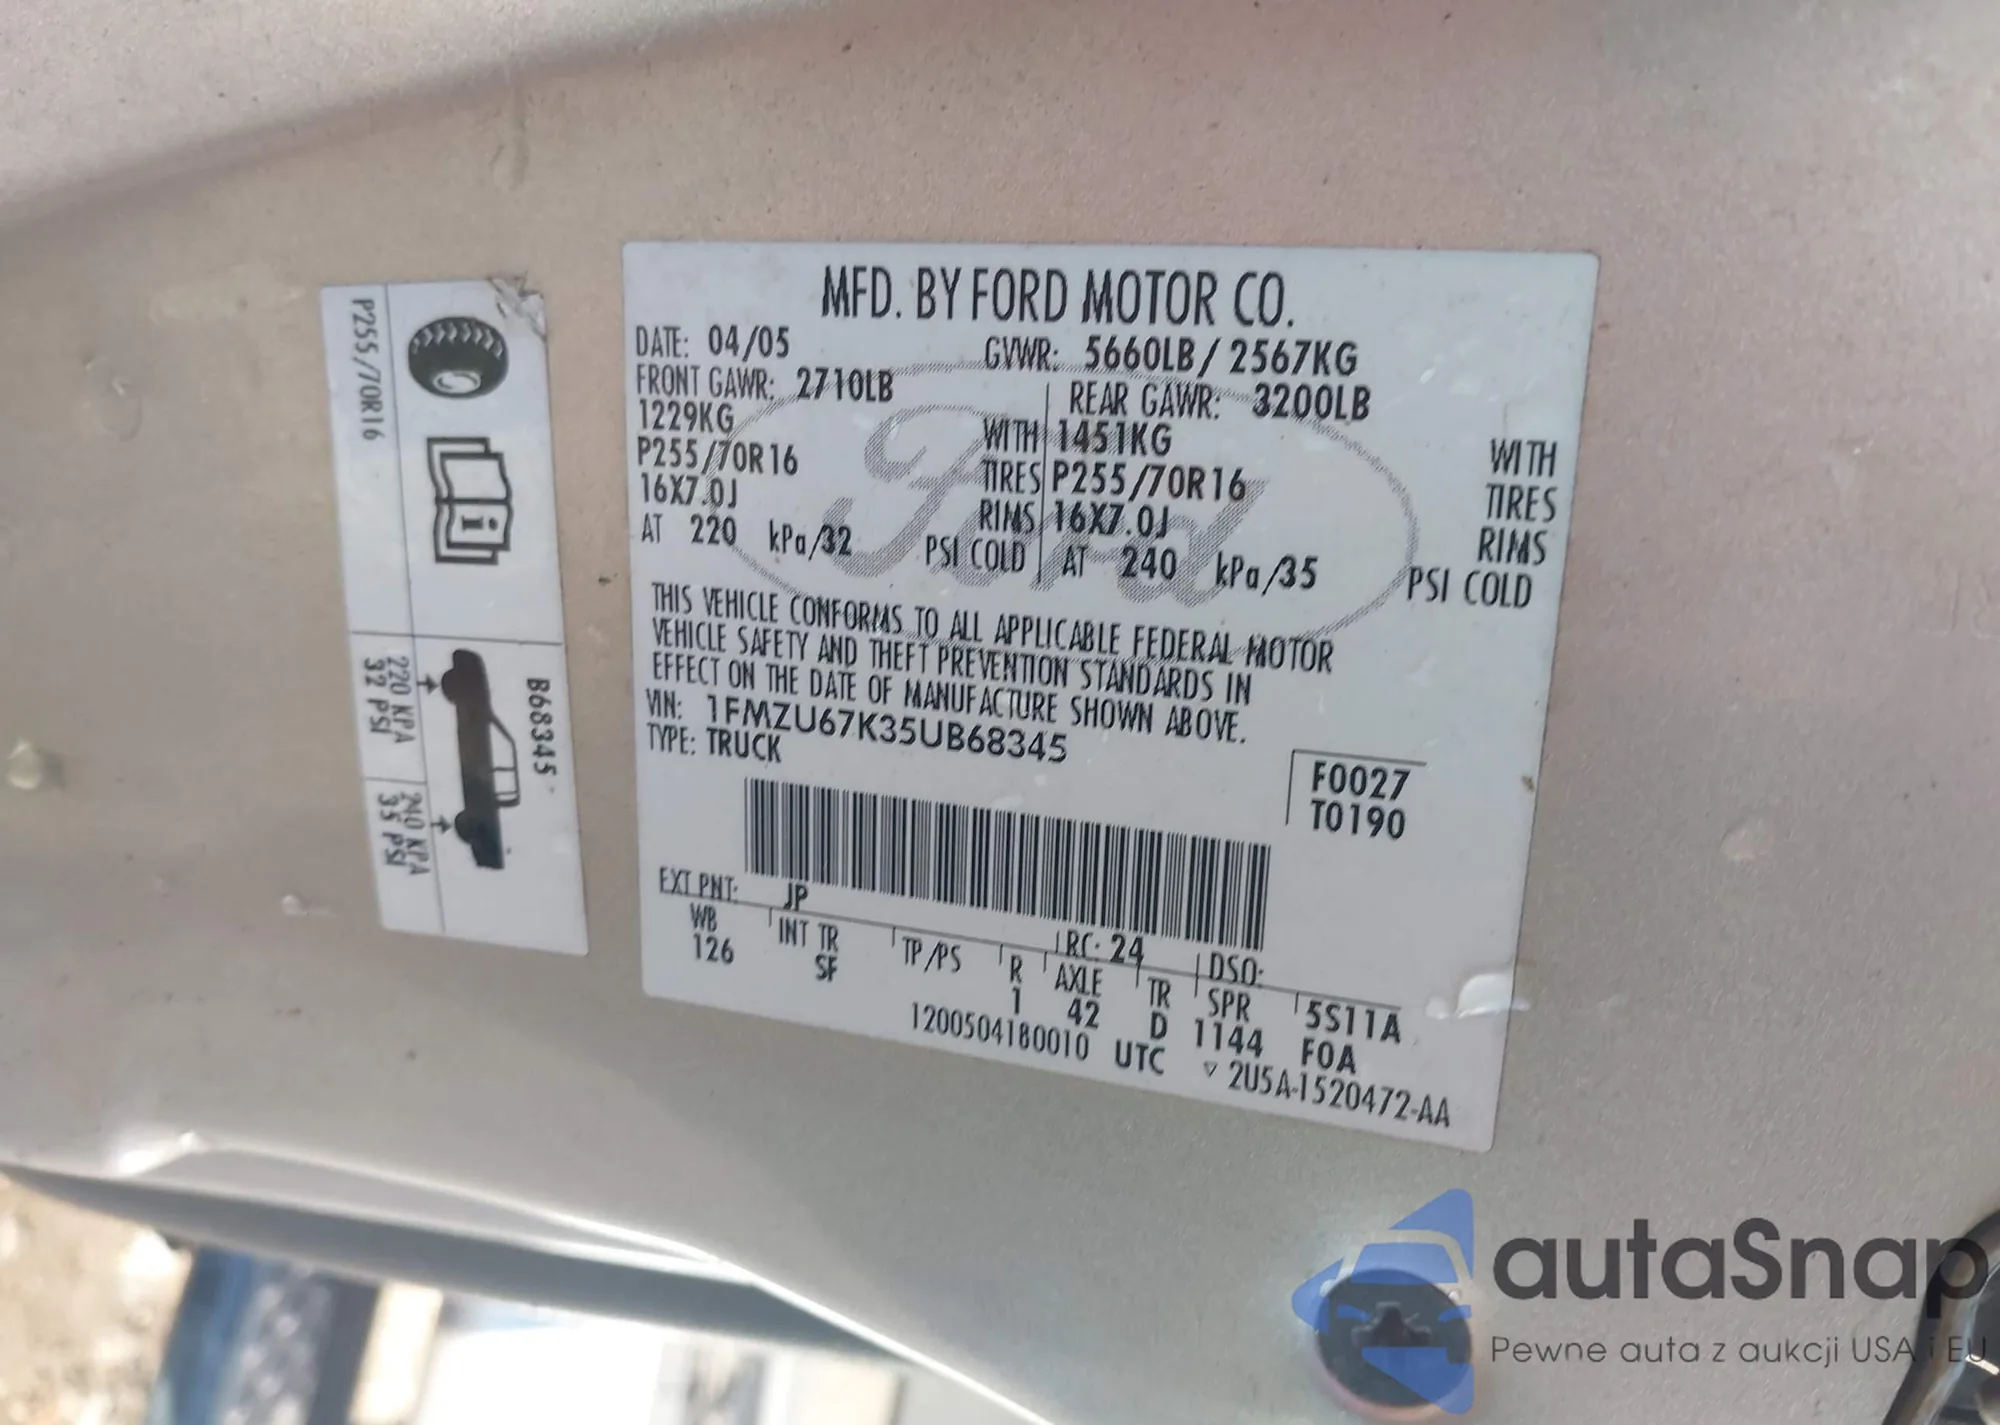 P255/70R16
220 KPA
32 PSI
240 KPA
35 PSI
B68345
MFD. BY FORD MOTOR CO.
DATE: 04/05 GVWR: 5660LB / 2567KG
FRONT GAWR: 2710LB REAR GAWR: 3200LB
1229KG WITH 1451KG WITH
P255/70R16 TIRES P255/70R16 TIRES
16X7.0J RIMS 16X7.0J RIMS
AT 220 kPa/32 PSI COLD AT 240 kPa/35 PSI COLD
Ford
THIS VEHICLE CONFORMS TO ALL APPLICABLE FEDERAL MOTOR
VEHICLE SAFETY AND THEFT PREVENTION STANDARDS IN
EFFECT ON THE DATE OF MANUFACTURE SHOWN ABOVE.
VIN: 1FMZU67K35UB68345
TYPE: TRUCK
F0027
T0190
EXT PNT: JP RC: 24 DSO:
WB INT TR TP/PS R AXLE TR SPR 5S11A
126 SF 1 42 D 1144 F0A
1200504180010 UTC ▽ 2U5A-1520472-AA
autaSnap
Pewne auta z aukcji USA i EU